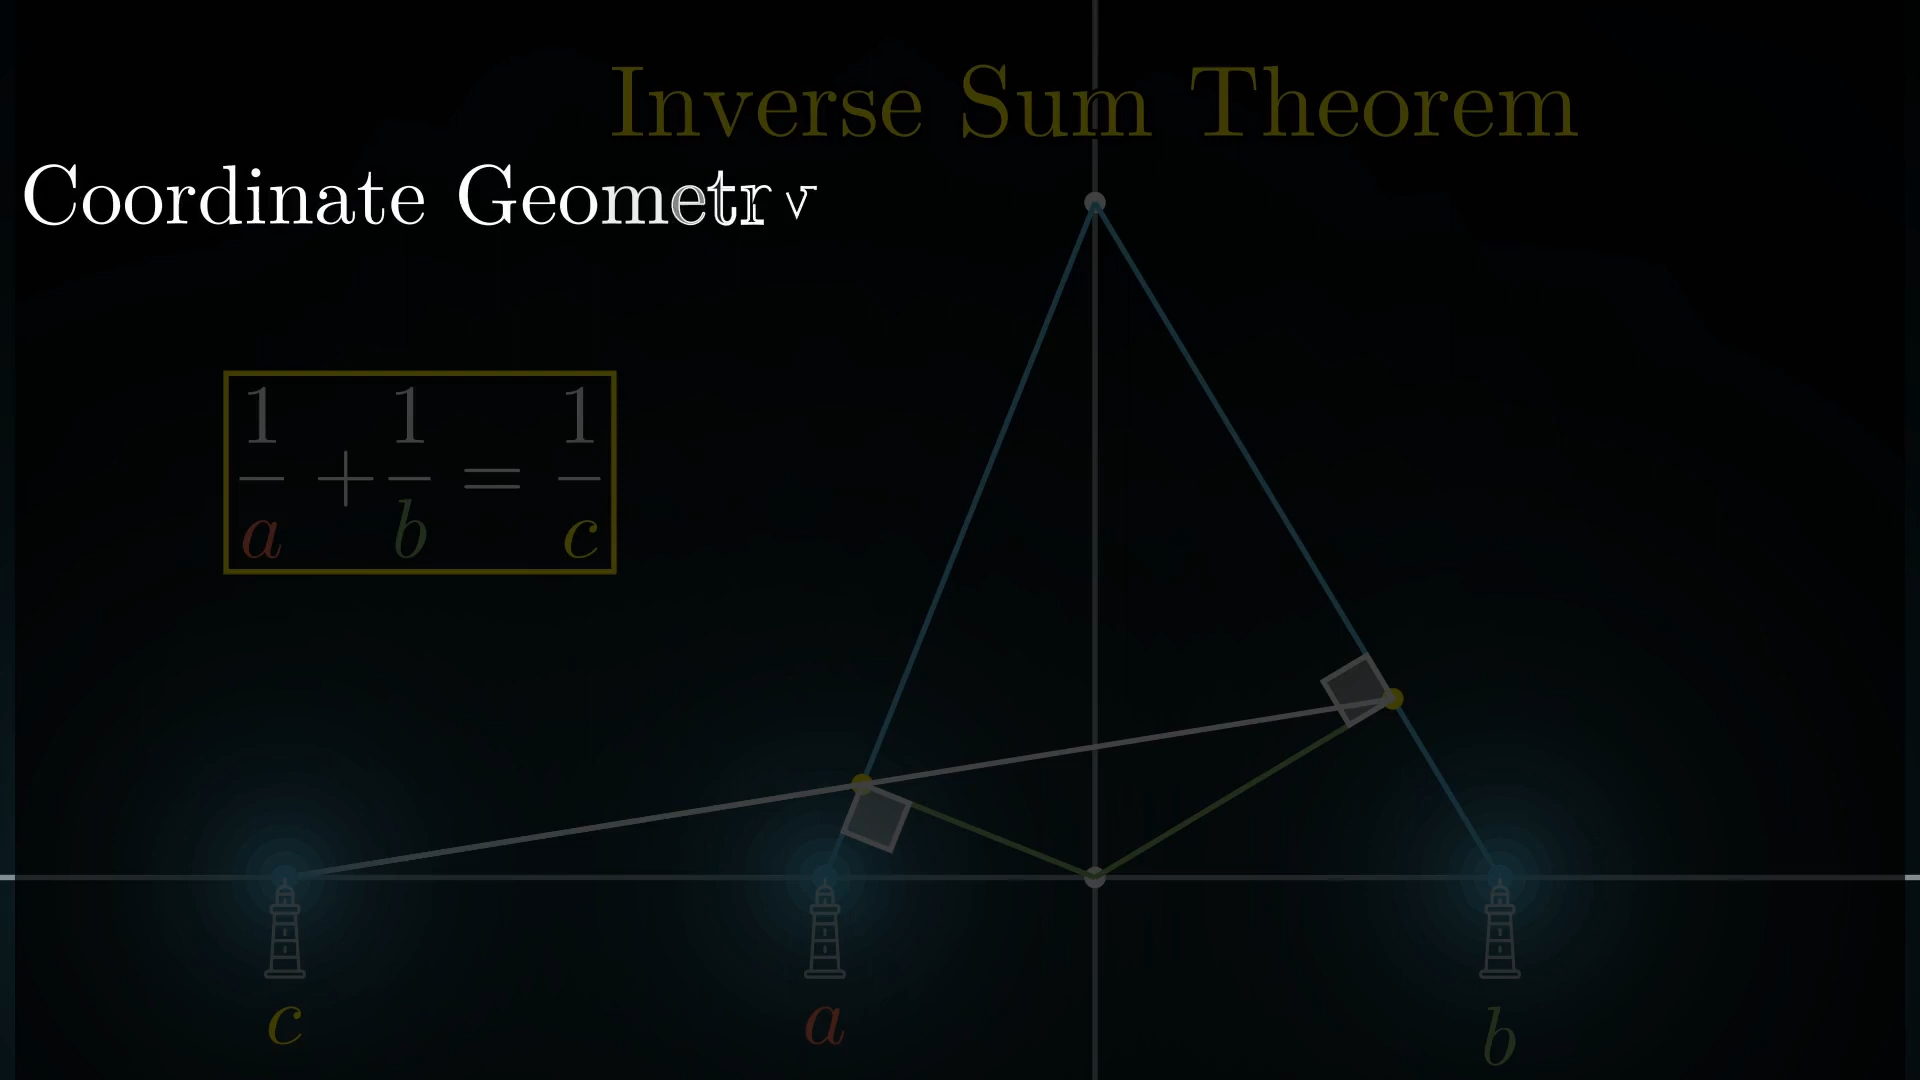 Inverse Sum Theorem
Coordinate Geometry
1/a + 1/b = 1/c
c a b